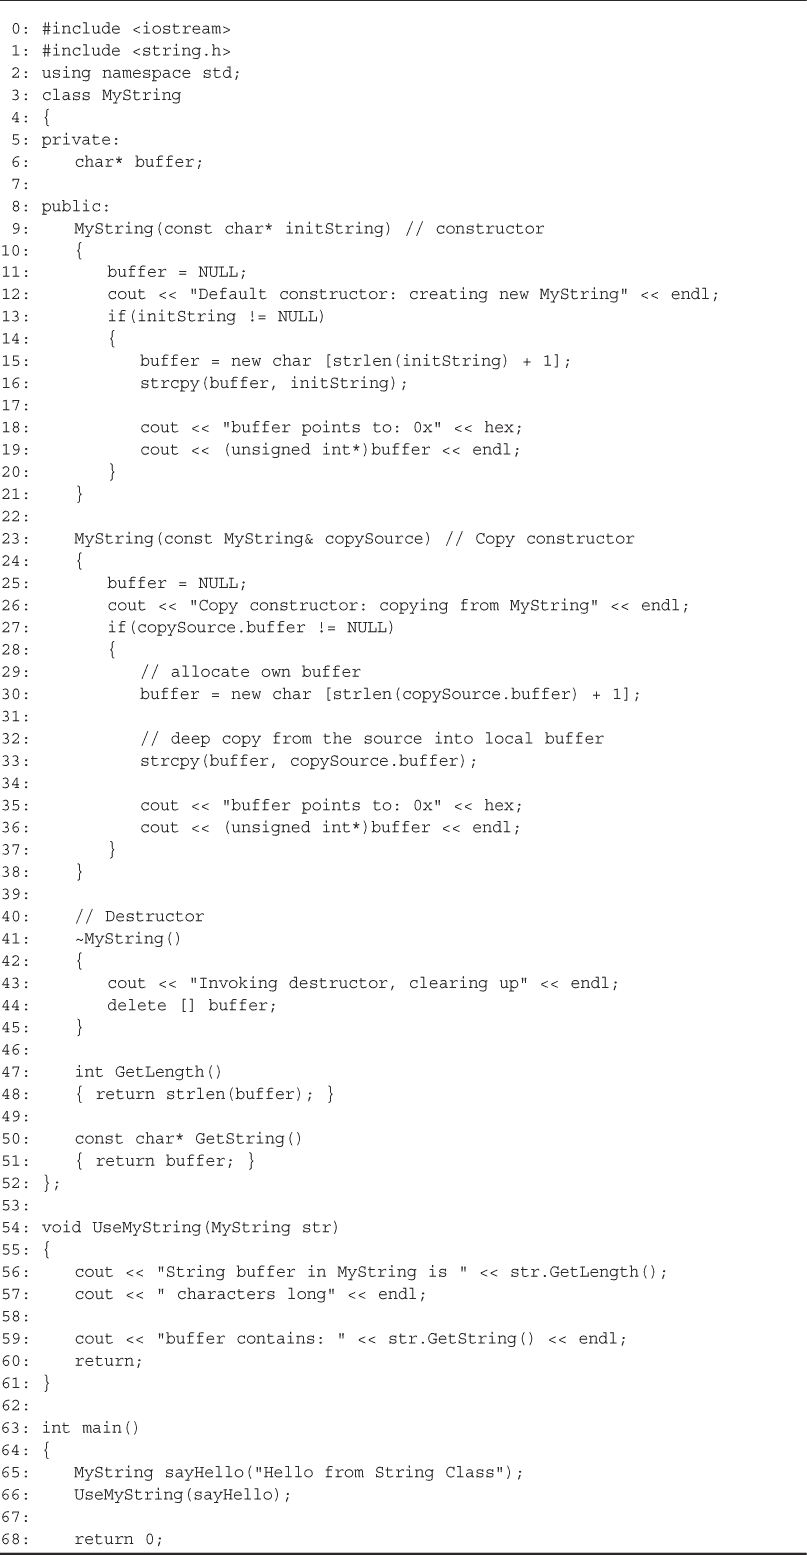 0: #include <iostream>
1: #include <string.h>
2: using namespace std;
3: class MyString
4: {
5: private:
6:    char* buffer;
7:
8: public:
9:    MyString(const char* initString) // constructor
10:    {
11:       buffer = NULL;
12:       cout << "Default constructor: creating new MyString" << endl;
13:       if(initString != NULL)
14:       {
15:          buffer = new char [strlen(initString) + 1];
16:          strcpy(buffer, initString);
17:
18:          cout << "buffer points to: 0x" << hex;
19:          cout << (unsigned int*)buffer << endl;
20:       }
21:    }
22:
23:    MyString(const MyString& copySource) // Copy constructor
24:    {
25:       buffer = NULL;
26:       cout << "Copy constructor: copying from MyString" << endl;
27:       if(copySource.buffer != NULL)
28:       {
29:          // allocate own buffer
30:          buffer = new char [strlen(copySource.buffer) + 1];
31:
32:          // deep copy from the source into local buffer
33:          strcpy(buffer, copySource.buffer);
34:
35:          cout << "buffer points to: 0x" << hex;
36:          cout << (unsigned int*)buffer << endl;
37:       }
38:    }
39:
40:    // Destructor
41:    ~MyString()
42:    {
43:       cout << "Invoking destructor, clearing up" << endl;
44:       delete [] buffer;
45:    }
46:
47:    int GetLength()
48:    { return strlen(buffer); }
49:
50:    const char* GetString()
51:    { return buffer; }
52: };
53:
54: void UseMyString(MyString str)
55: {
56:    cout << "String buffer in MyString is " << str.GetLength();
57:    cout << " characters long" << endl;
58:
59:    cout << "buffer contains: " << str.GetString() << endl;
60:    return;
61: }
62:
63: int main()
64: {
65:    MyString sayHello("Hello from String Class");
66:    UseMyString(sayHello);
67:
68:    return 0;